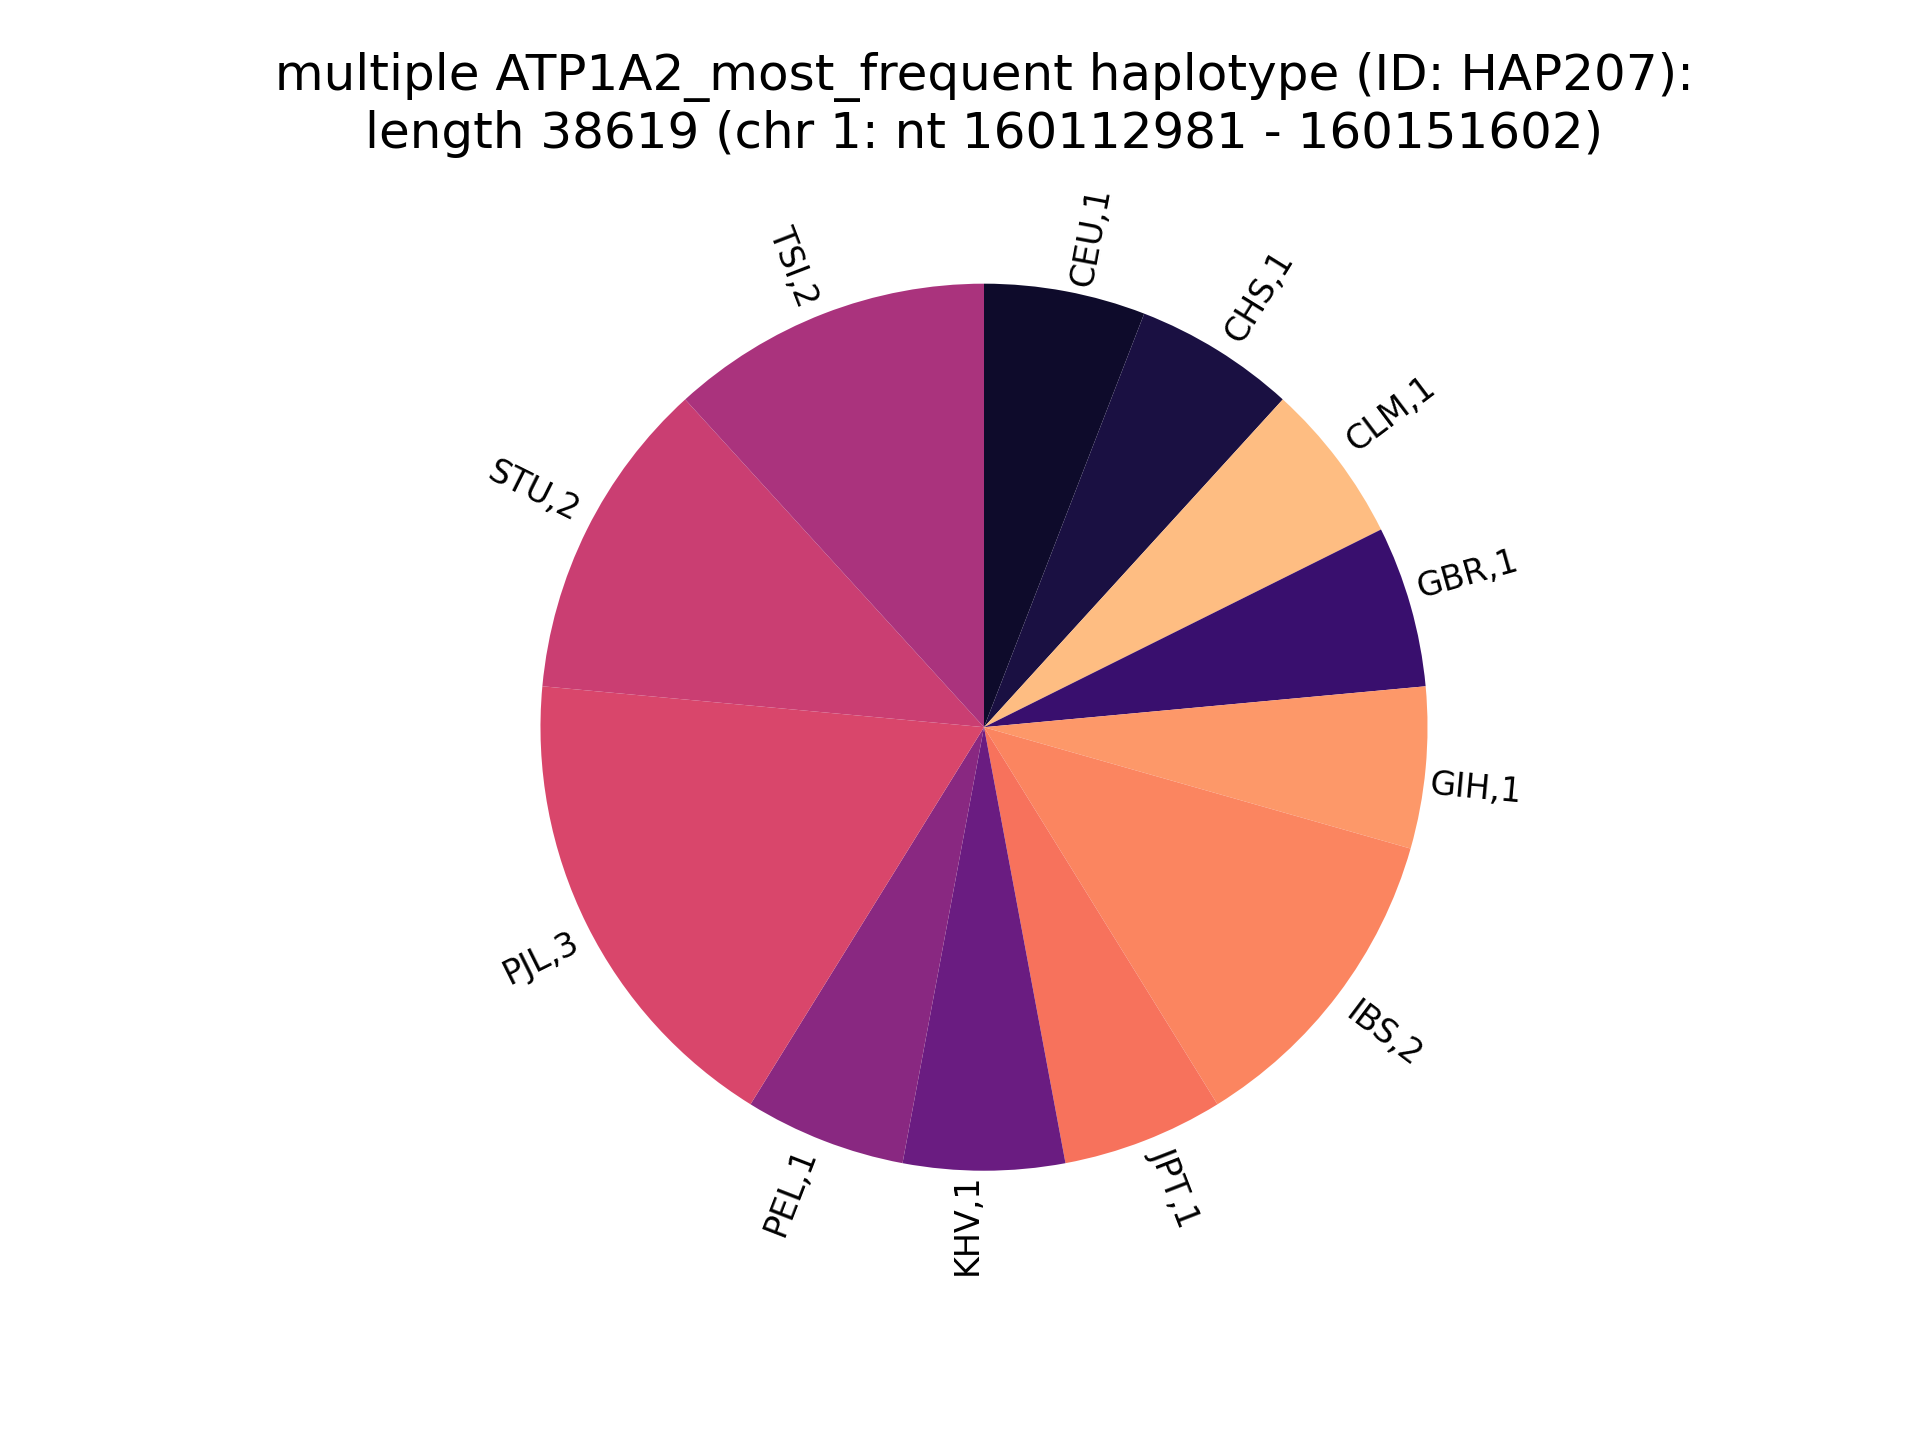 multiple ATP1A2_most_frequent haplotype (ID: HAP207):
length 38619 (chr 1: nt 160112981 - 160151602)
CEU,1
CHS,1
CLM,1
GBR,1
GIH,1
IBS,2
JPT,1
KHV,1
PEL,1
PJL,3
STU,2
TSI,2